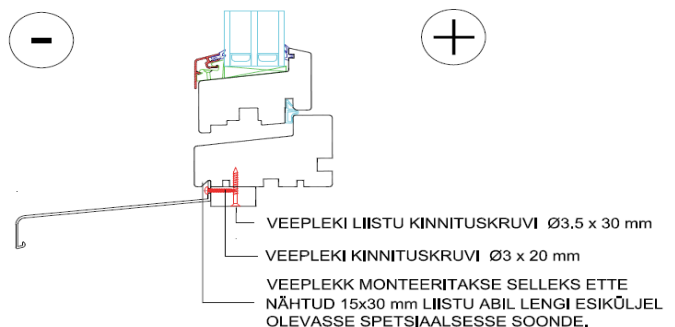 -
+
VEEPLEKI LIISTU KINNITUSKRUVI Ø3.5 x 30 mm
VEEPLEKI KINNITUSKRUVI Ø3 x 20 mm
VEEPLEKK MONTEERITAKSE SELLEKS ETTE
NÄHTUD 15x30 mm LIISTU ABIL LENGI ESIKÜLJEL
OLEVASSE SPETSIAALSESSE SOONDE.